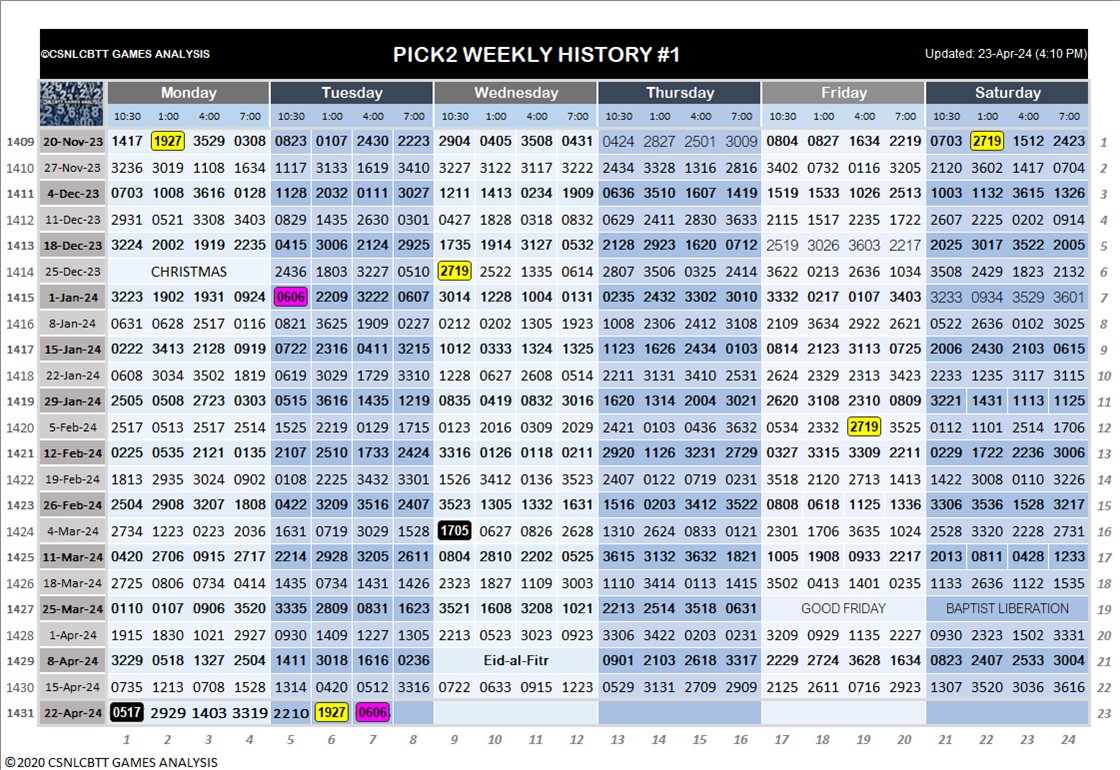 ©CSNLCBTT GAMES ANALYSIS PICK2 WEEKLY HISTORY #1 Updated: 23-Apr-24 (4:10 PM)
Monday Tuesday Wednesday Thursday Friday Saturday
10:30 1:00 4:00 7:00 10:30 1:00 4:00 7:00 10:30 1:00 4:00 7:00 10:30 1:00 4:00 7:00 10:30 1:00 4:00 7:00 10:30 1:00 4:00 7:00
1409 20-Nov-23 1417 1927 3529 0308 0823 0107 2430 2223 2904 0405 3508 0431 0424 2827 2501 3009 0804 0827 1634 2219 0703 2719 1512 2423 1
1410 27-Nov-23 3236 3019 1108 1634 1117 3133 1619 3410 3227 3122 3117 3222 2434 3328 1316 2816 3402 0732 0116 3205 2120 3602 1417 0704 2
1411 4-Dec-23 0703 1008 3616 0128 1128 2032 0111 3027 1211 1413 0234 1909 0636 3510 1607 1419 1519 1533 1026 2513 1003 1132 3615 1326 3
1412 11-Dec-23 2931 0521 3308 3403 0829 1435 2630 0301 0427 1828 0318 0832 0629 2411 2830 3633 2115 1517 2235 1722 2607 2225 0202 0914 4
1413 18-Dec-23 3224 2002 1919 2235 0415 3006 2124 2925 1735 1914 3127 0532 2128 2923 1620 0712 2519 3026 3603 2217 2025 3017 3522 2005 5
1414 25-Dec-23 CHRISTMAS 2436 1803 3227 0510 2719 2522 1335 0614 2807 3506 0325 2414 3622 0213 2636 1034 3508 2429 1823 2132 6
1415 1-Jan-24 3223 1902 1931 0924 0606 2209 3222 0607 3014 1228 1004 0131 0235 2432 3302 3010 3332 0217 0107 3403 3233 0934 3529 3601 7
1416 8-Jan-24 0631 0628 2517 0116 0821 3625 1909 0227 0212 0202 1305 1923 1008 2306 2412 3108 2109 3634 2922 2621 0522 2636 0102 3025 8
1417 15-Jan-24 0222 3413 2128 0919 0722 2316 0411 3215 1012 0333 1324 1325 1123 1626 2434 0103 0814 2123 3113 0725 2006 2430 2103 0615 9
1418 22-Jan-24 0608 3034 3502 1819 0619 3029 1729 3310 1228 0627 2608 0514 2211 3131 3410 2531 2624 2329 2313 3423 2233 1235 3117 3115 10
1419 29-Jan-24 2505 0508 2723 0303 0515 3616 1435 1219 0835 0419 0832 3016 1620 1314 2004 3021 2620 3108 2310 0809 3221 1431 1113 1125 11
1420 5-Feb-24 2517 0513 2517 2514 1525 2219 0129 1715 0123 2016 0309 2029 2421 0103 0436 3632 0534 2332 2719 3525 0112 1101 2514 1706 12
1421 12-Feb-24 0225 0535 2121 0135 2107 2510 1733 2424 3316 0126 0118 0211 2920 1126 3231 2729 0327 3315 3309 2211 0229 1722 2236 3006 13
1422 19-Feb-24 1813 2935 3024 0902 0108 2225 3432 3301 1526 3412 0136 3523 2407 0122 0719 0231 3518 2120 2713 1413 1422 3008 0110 3226 14
1423 26-Feb-24 2504 2908 3207 1808 0422 3209 3516 2407 3523 1305 1332 1631 1516 0203 3412 3522 0808 0618 1125 1336 3306 3536 1528 3217 15
1424 4-Mar-24 2734 1223 0223 2036 1631 0719 3029 1528 1705 0627 0826 2628 1310 2624 0833 0121 2301 1706 3635 1024 2528 3320 2228 2731 16
1425 11-Mar-24 0420 2706 0915 2717 2214 2928 3205 2611 0804 2810 2202 0525 3615 3132 3632 1821 1005 1908 0933 2217 2013 0811 0428 1233 17
1426 18-Mar-24 2725 0806 0734 0414 1435 0734 1431 1426 2323 1827 1109 3003 1110 3414 0113 1415 3502 0413 1401 0235 1133 2636 1122 1535 18
1427 25-Mar-24 0110 0107 0906 3520 3335 2809 0831 1623 3521 1608 3208 1021 2213 2514 3518 0631 GOOD FRIDAY BAPTIST LIBERATION 19
1428 1-Apr-24 1915 1830 1021 2927 0930 1409 1227 1305 2213 0523 3023 0923 3306 3422 0203 0231 3209 0929 1135 2227 0930 2323 1502 3331 20
1429 8-Apr-24 3229 0518 1327 2504 1411 3018 1616 0236 Eid-al-Fitr 0901 2103 2618 3317 2229 2724 3628 1634 0823 2407 2533 3004 21
1430 15-Apr-24 0735 1213 0708 1528 1314 0420 0512 3316 0722 0633 0915 1223 0529 3131 2709 2909 2125 2611 0716 2923 1307 3520 3036 3616 22
1431 22-Apr-24 0517 2929 1403 3319 2210 1927 0606 23
1 2 3 4 5 6 7 8 9 10 11 12 13 14 15 16 17 18 19 20 21 22 23 24
©2020 CSNLCBTT GAMES ANALYSIS